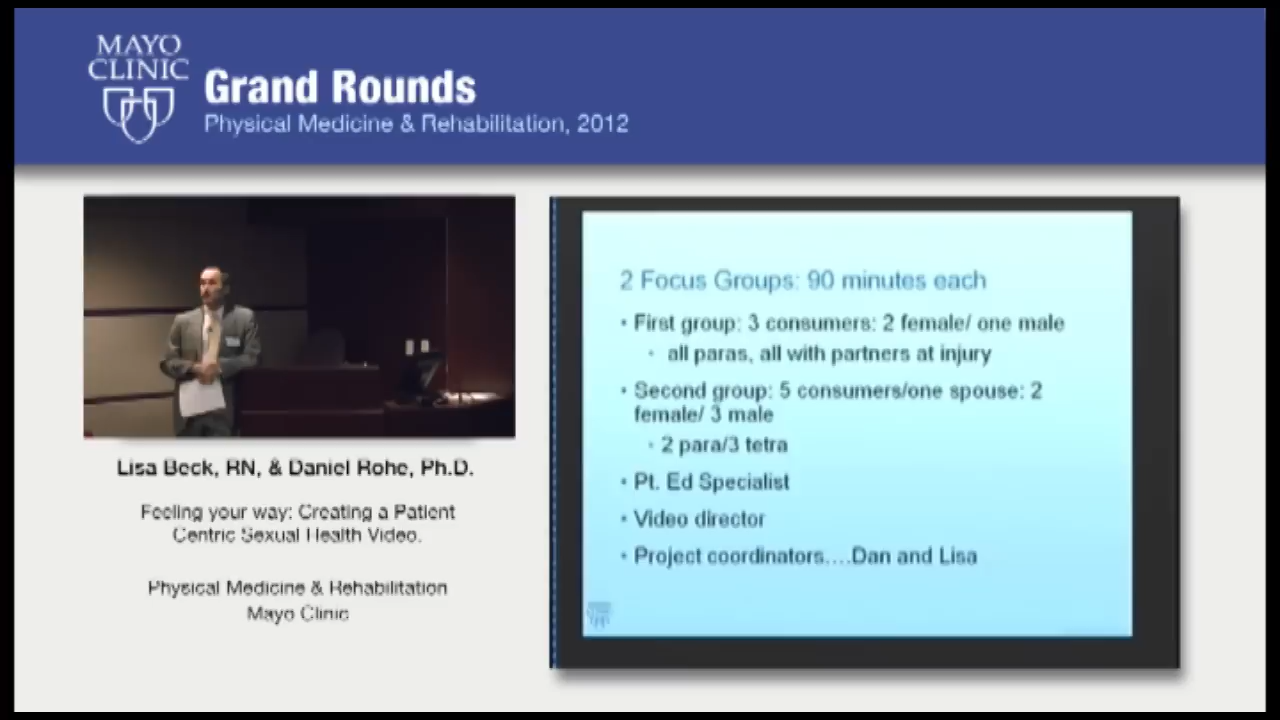 MAYO
CLINIC
Grand Rounds
Physical Medicine & Rehabilitation, 2012
2 Focus Groups: 90 minutes each
• First group: 3 consumers: 2 female/ one male
• all paras, all with partners at injury
• Second group: 5 consumers/one spouse: 2
female/ 3 male
• 2 para/3 tetra
• Pt. Ed Specialist
• Video director
• Project coordinators....Dan and Lisa
Lisa Beck, RN, & Daniel Rohe, Ph.D.
Feeling your way: Creating a Patient
Centric Sexual Health Video.
Physical Medicine & Rehabilitation
Mayo Clinic